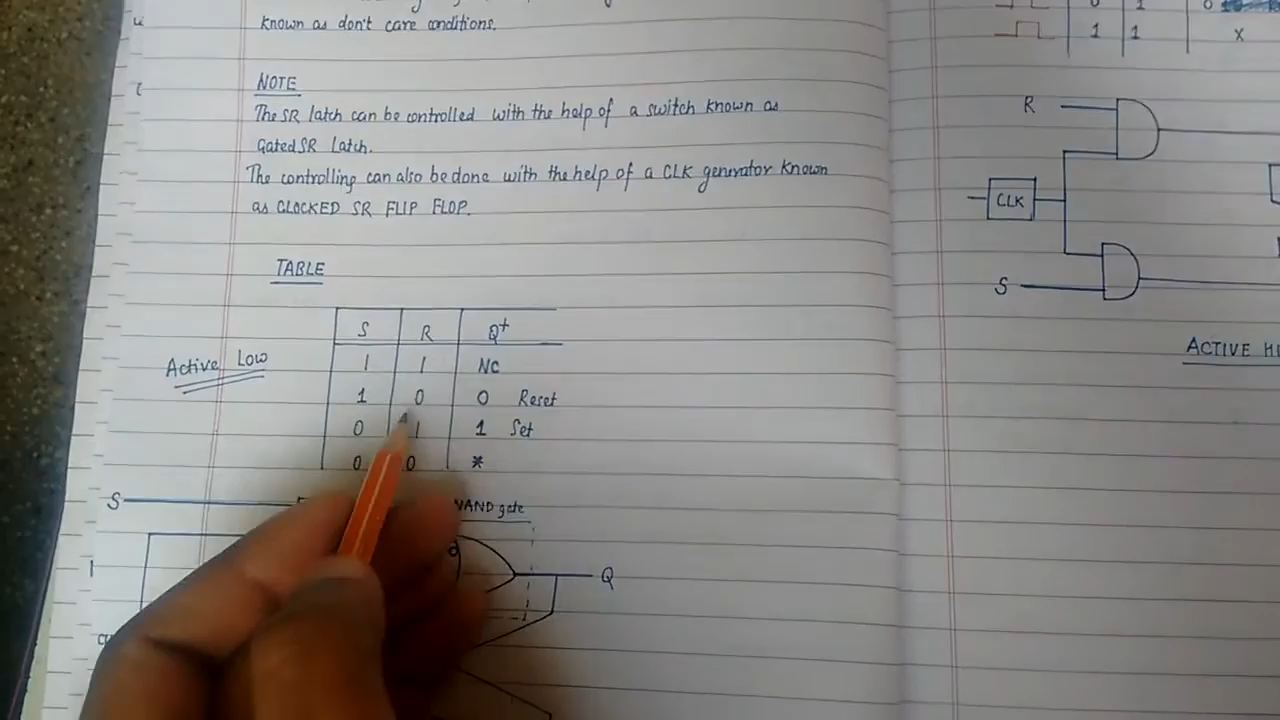 known as don't care conditions.
NOTE
The SR latch can be controlled with the help of a switch known as
Gated SR Latch.
The controlling can also be done with the help of a CLK generator known
as CLOCKED SR FLIP FLOP.
TABLE
Active Low
S R Q+
1 1 NC
1 0 0 Reset
0 1 1 Set
0 0 *
S
NAND gate
Q
0 1 0
1 1 X
R
CLK
S
ACTIVE